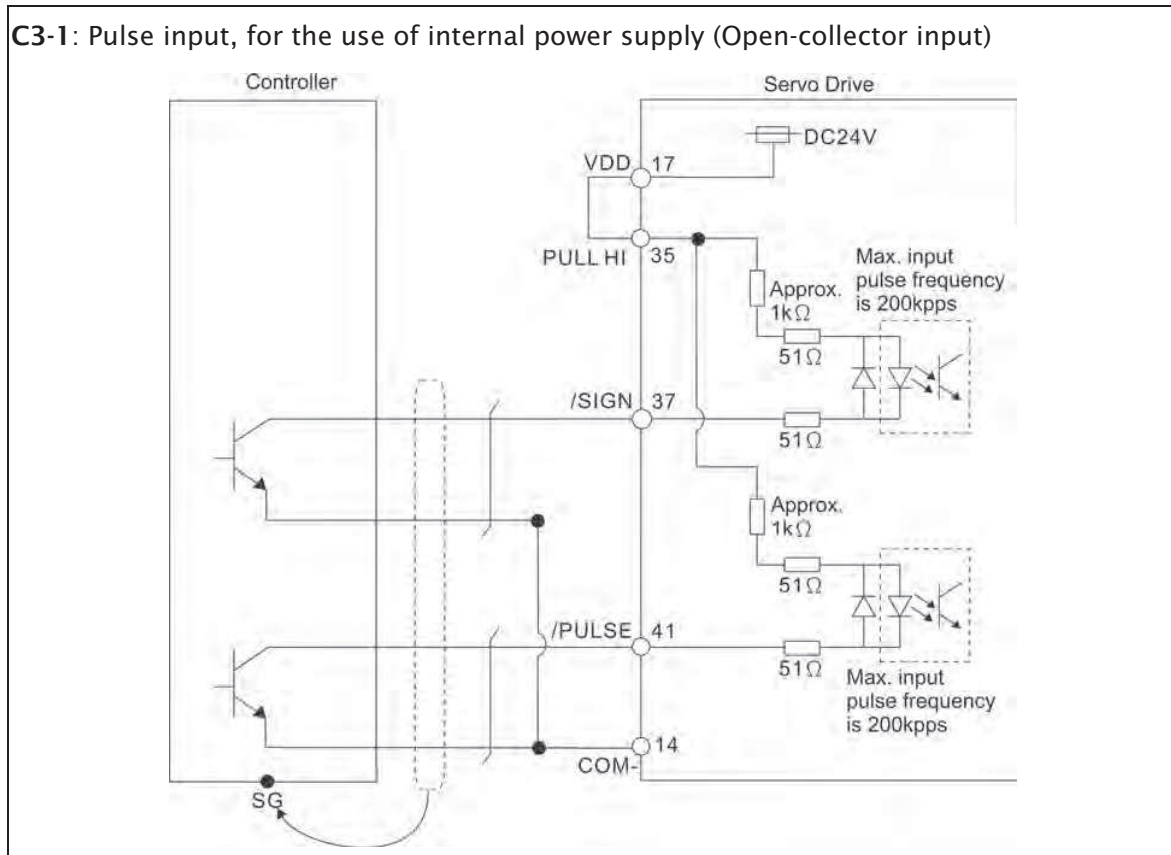 C3-1: Pulse input, for the use of internal power supply (Open-collector input)
Controller
Servo Drive
DC24V
VDD 17
PULL HI 35
Max. input
pulse frequency
is 200kpps
Approx.
1kΩ
51Ω
/SIGN 37
51Ω
Approx.
1kΩ
51Ω
/PULSE 41
51Ω
Max. input
pulse frequency
is 200kpps
14
COM-
SG